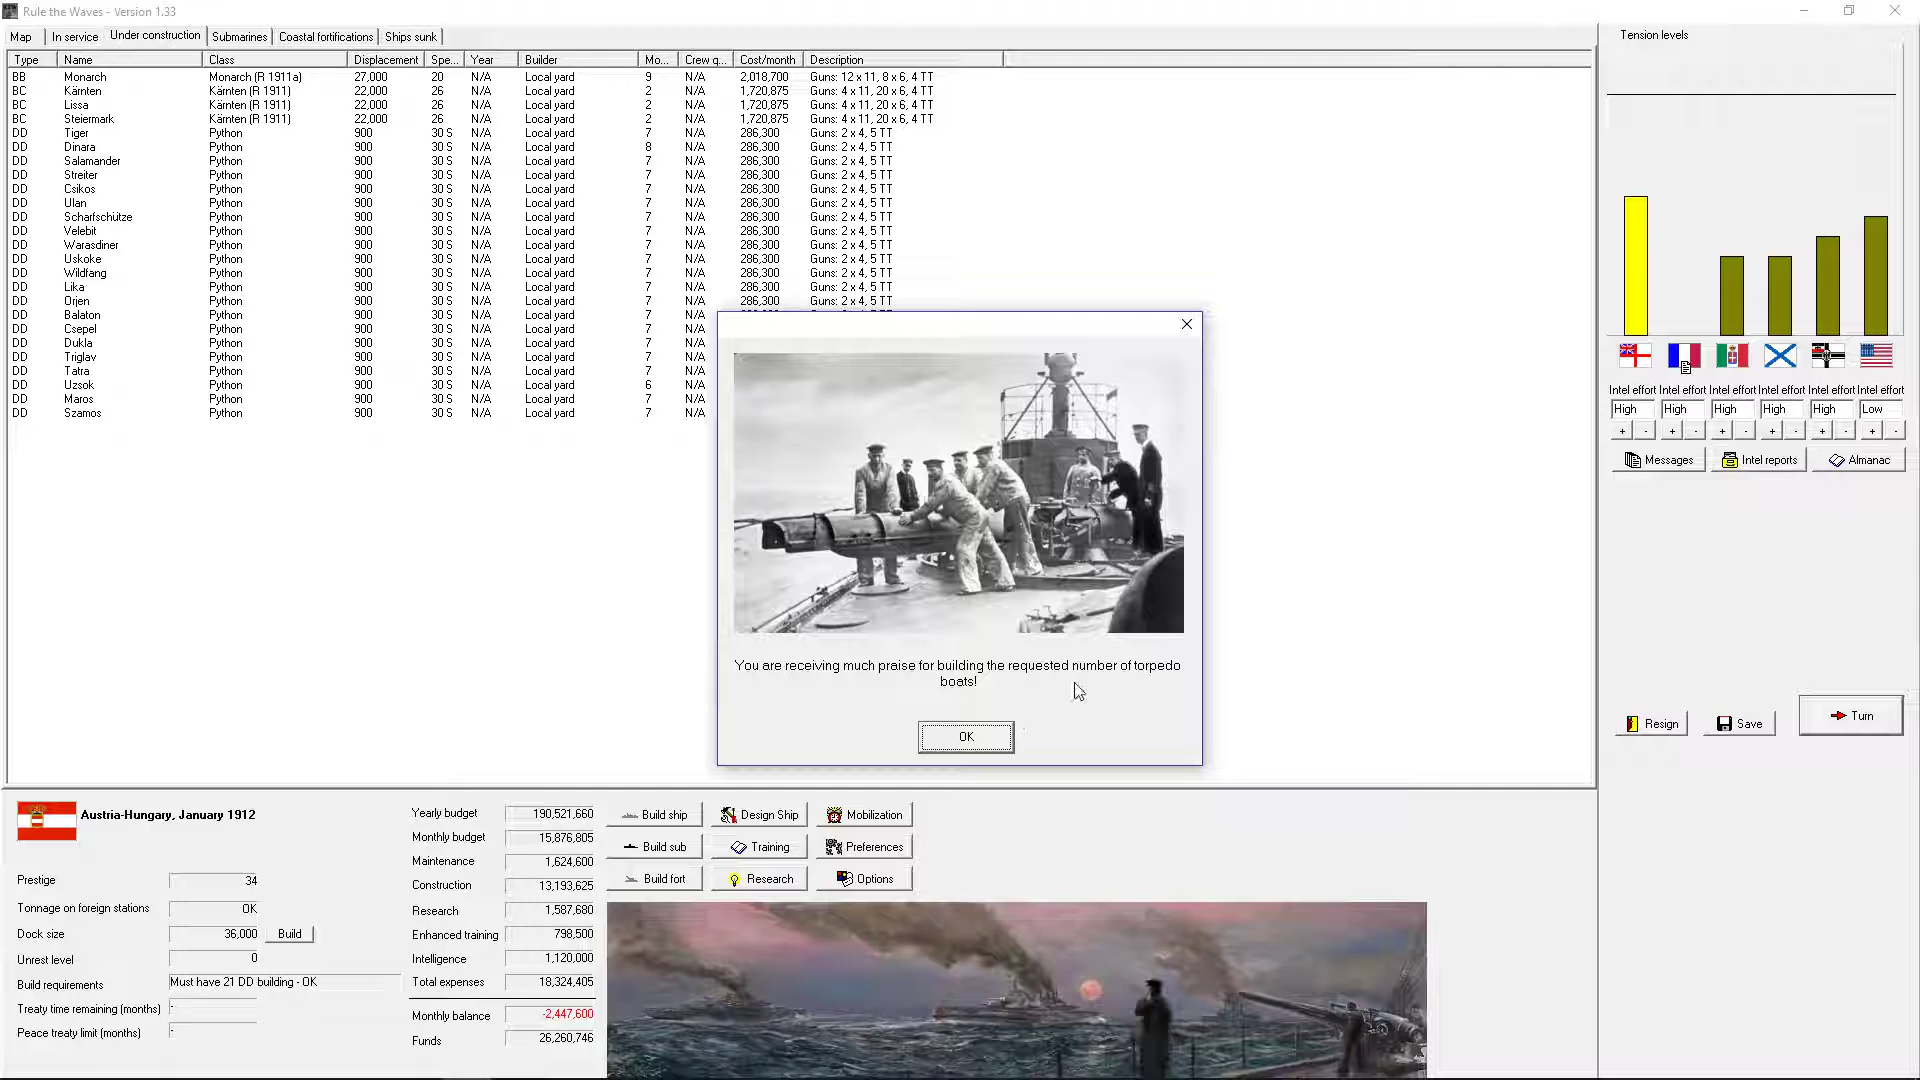 Rule the Waves - Version 1.33
Map In service Under construction Submarines Coastal fortifications Ships sunk
Type Name Class Displacement Spe... Year Builder Mo... Crew q... Cost/month Description
BB Monarch Monarch (R 1911a) 27,000 20 N/A Local yard 9 N/A 2,018,700 Guns: 12 x 11, 8 x 6, 4 TT
BC Kärnten Kärnten (R 1911) 22,000 26 N/A Local yard 2 N/A 1,720,875 Guns: 4 x 11, 20 x 6, 4 TT
BC Lissa Kärnten (R 1911) 22,000 26 N/A Local yard 2 N/A 1,720,875 Guns: 4 x 11, 20 x 6, 4 TT
BC Steiermark Kärnten (R 1911) 22,000 26 N/A Local yard 2 N/A 1,720,875 Guns: 4 x 11, 20 x 6, 4 TT
DD Tiger Python 900 30 S N/A Local yard 7 N/A 286,300 Guns: 2 x 4, 5 TT
DD Dinara Python 900 30 S N/A Local yard 8 N/A 286,300 Guns: 2 x 4, 5 TT
DD Salamander Python 900 30 S N/A Local yard 7 N/A 286,300 Guns: 2 x 4, 5 TT
DD Streiter Python 900 30 S N/A Local yard 7 N/A 286,300 Guns: 2 x 4, 5 TT
DD Csikos Python 900 30 S N/A Local yard 7 N/A 286,300 Guns: 2 x 4, 5 TT
DD Ulan Python 900 30 S N/A Local yard 7 N/A 286,300 Guns: 2 x 4, 5 TT
DD Scharfschütze Python 900 30 S N/A Local yard 7 N/A 286,300 Guns: 2 x 4, 5 TT
DD Velebit Python 900 30 S N/A Local yard 7 N/A 286,300 Guns: 2 x 4, 5 TT
DD Warasdiner Python 900 30 S N/A Local yard 7 N/A 286,300 Guns: 2 x 4, 5 TT
DD Uskoke Python 900 30 S N/A Local yard 7 N/A 286,300 Guns: 2 x 4, 5 TT
DD Wildfang Python 900 30 S N/A Local yard 7 N/A 286,300 Guns: 2 x 4, 5 TT
DD Lika Python 900 30 S N/A Local yard 7 N/A 286,300 Guns: 2 x 4, 5 TT
DD Orjen Python 900 30 S N/A Local yard 7 N/A 286,300 Guns: 2 x 4, 5 TT
DD Balaton Python 900 30 S N/A Local yard 7 N/A
DD Csepel Python 900 30 S N/A Local yard 7 N/A
DD Dukla Python 900 30 S N/A Local yard 7 N/A
DD Triglav Python 900 30 S N/A Local yard 7 N/A
DD Tatra Python 900 30 S N/A Local yard 7 N/A
DD Uzsok Python 900 30 S N/A Local yard 6 N/A
DD Maros Python 900 30 S N/A Local yard 7 N/A
DD Szamos Python 900 30 S N/A Local yard 7 N/A
You are receiving much praise for building the requested number of torpedo
boats!
OK
Tension levels
Intel effort Intel effort Intel effort Intel effort Intel effort Intel effort
High High High High High Low
+ - + - + - + - + - + -
Messages Intel reports Almanac
Resign Save Turn
Austria-Hungary, January 1912
Prestige 34
Tonnage on foreign stations OK
Dock size 36,000 Build
Unrest level 0
Build requirements Must have 21 DD building - OK
Treaty time remaining (months) -
Peace treaty limit (months) -
Yearly budget 190,521,660
Monthly budget 15,876,805
Maintenance 1,624,600
Construction 13,193,625
Research 1,587,680
Enhanced training 798,500
Intelligence 1,120,000
Total expenses 18,324,405
Monthly balance -2,447,600
Funds 26,260,746
Build ship Design Ship Mobilization
Build sub Training Preferences
Build fort Research Options